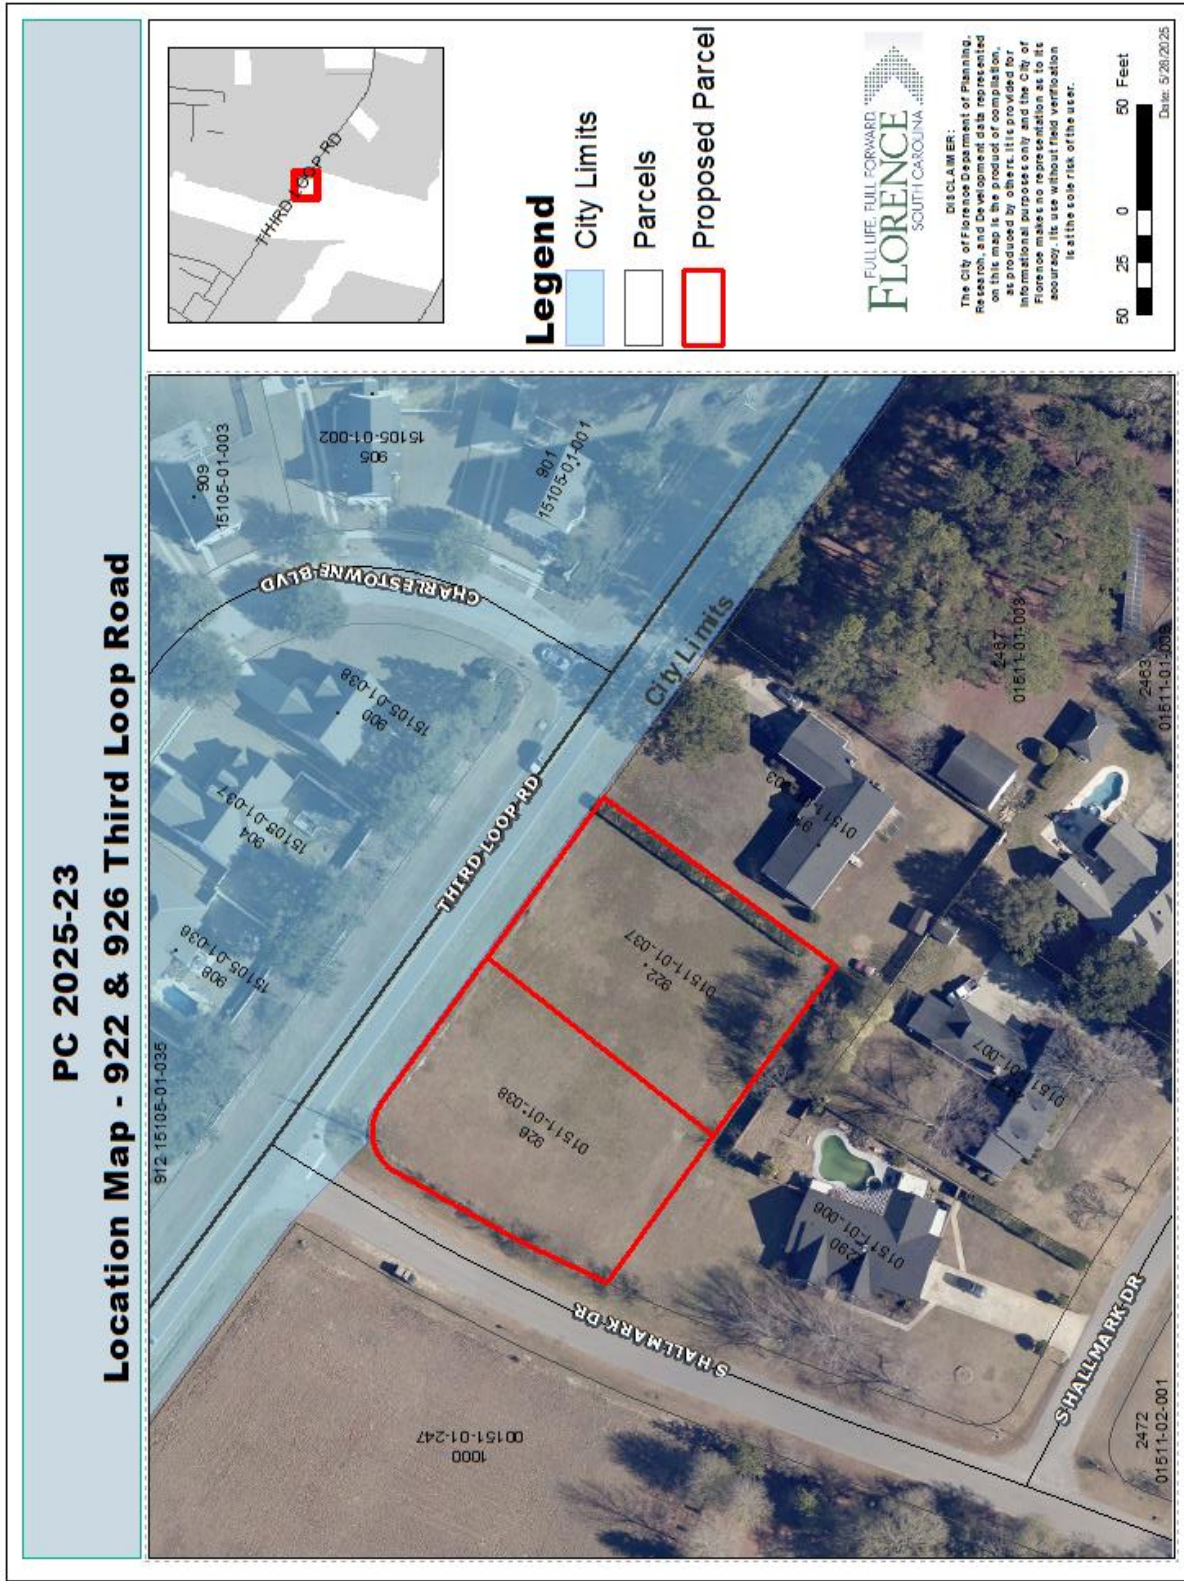 PC 2025-23
Location Map - 922 & 926 Third Loop Road
912 15105-01-035
908
15105-01-036
904
15105-01-037
900
15105-01-038
CHARLESTOWNE BLVD
909
15105-01-003
905
15105-01-002
901
15105-01-001
THIRD LOOP RD
City Limits
926
01511-01-038
922
01511-01-037
01511-01-003
2467
2463
1000
00151-01-247
S HALLMARK DR
290
01511-01-006
01511-01-007
S HALLMARK DR
2472
01511-02-001
THIRD LOOP RD
Legend
City Limits
Parcels
Proposed Parcel
FULL LIFE. FULL FORWARD.
FLORENCE
SOUTH CAROLINA
DISCLAIMER:
The City of Florence Department of Planning,
Research, and Development data represented
on this map is the product of compilation,
as produced by others. It is provided for
informational purposes only and the City of
Florence makes no representation as to its
accuracy. Its use without field verification
is at the sole risk of the user.
50 25 0 50 Feet
Date: 5/28/2025